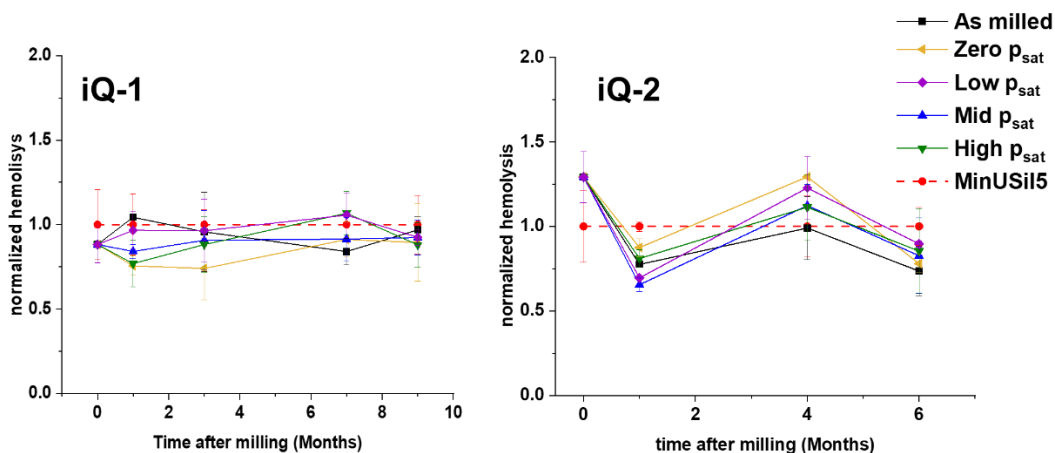 As milled
Zero psat
Low psat
Mid psat
High psat
MinUSil5
iQ-1
normalized hemolisys
2.0
1.5
1.0
0.5
0.0
0 2 4 6 8 10
Time after milling (Months)
iQ-2
normalized hemolysis
2.0
1.5
1.0
0.5
0.0
0 2 4 6
time after milling (Months)